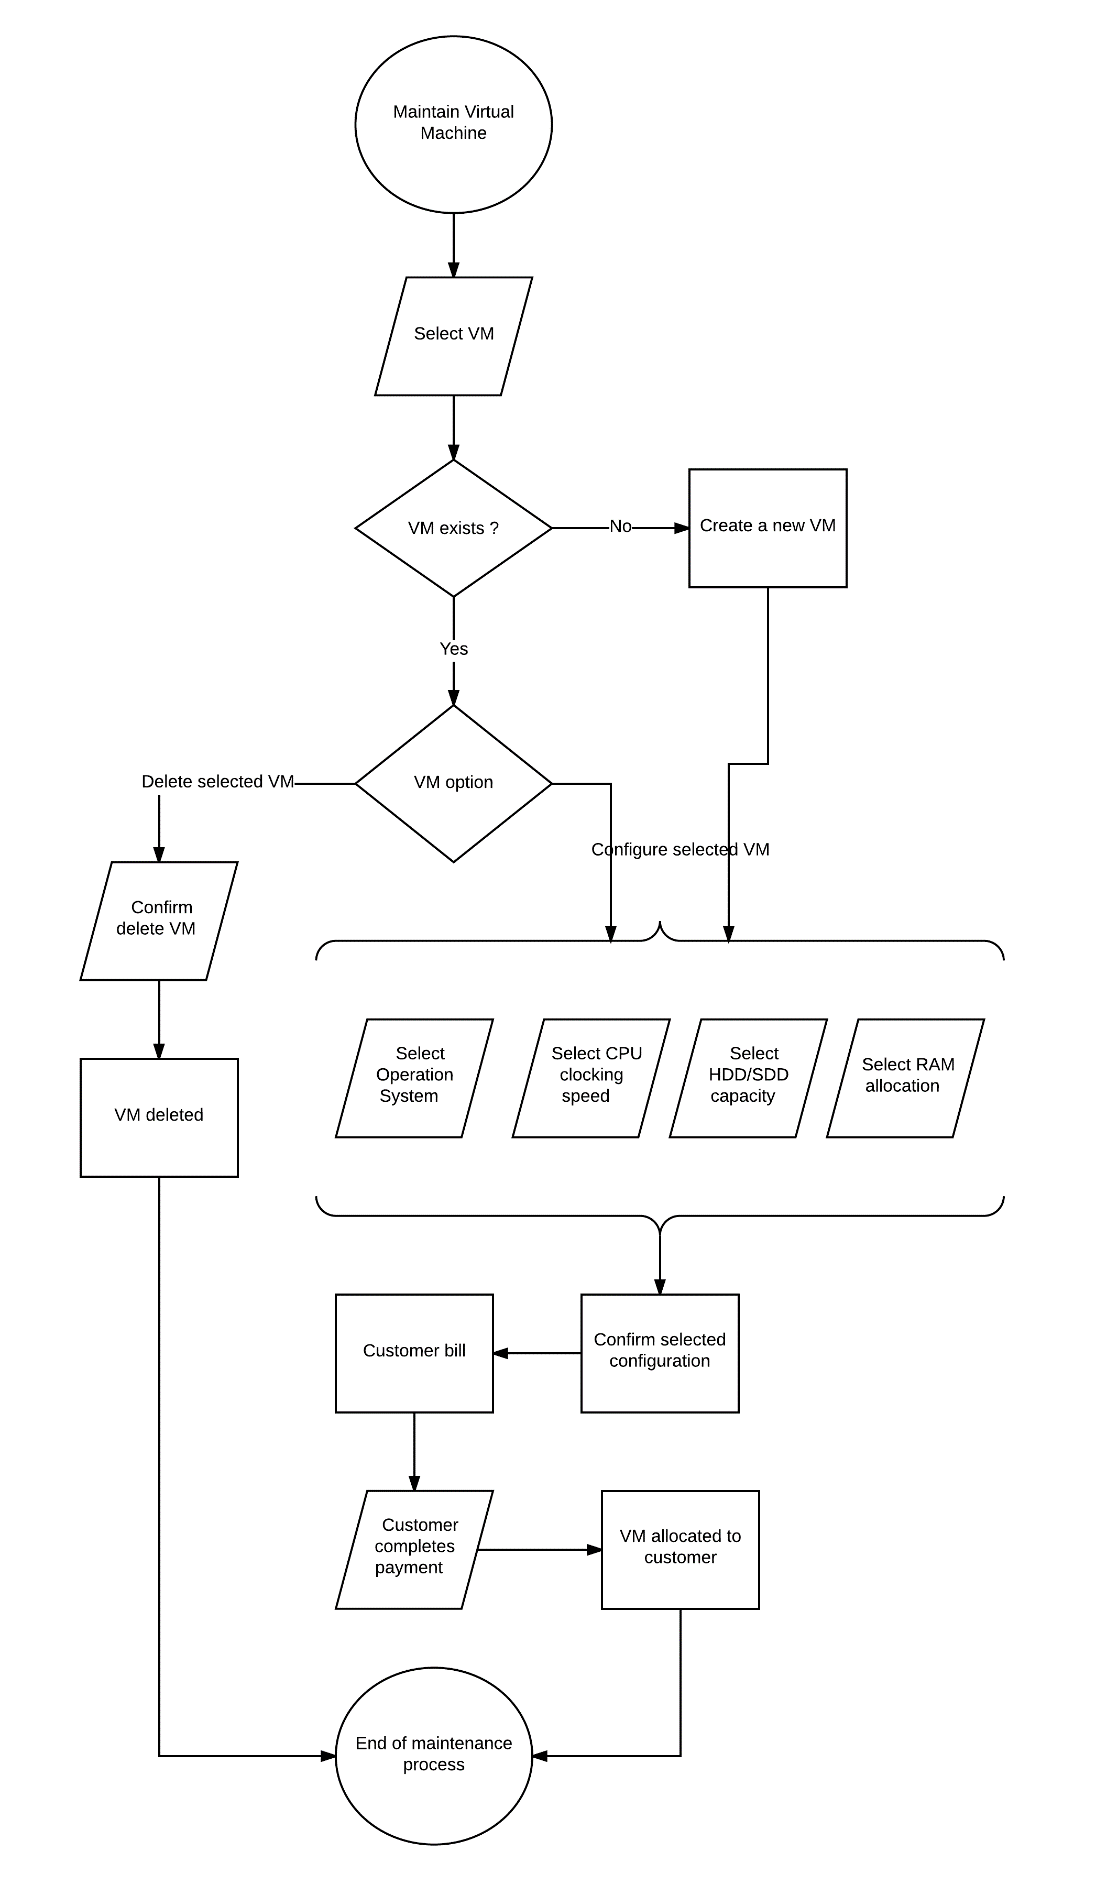 Maintain Virtual
Machine
Select VM
VM exists ?
No
Create a new VM
Yes
VM option
Delete selected VM
Configure selected VM
Confirm
delete VM
VM deleted
Select
Operation
System
Select CPU
clocking
speed
Select
HDD/SDD
capacity
Select RAM
allocation
Customer bill
Confirm selected
configuration
Customer
completes
payment
VM allocated to
customer
End of maintenance
process